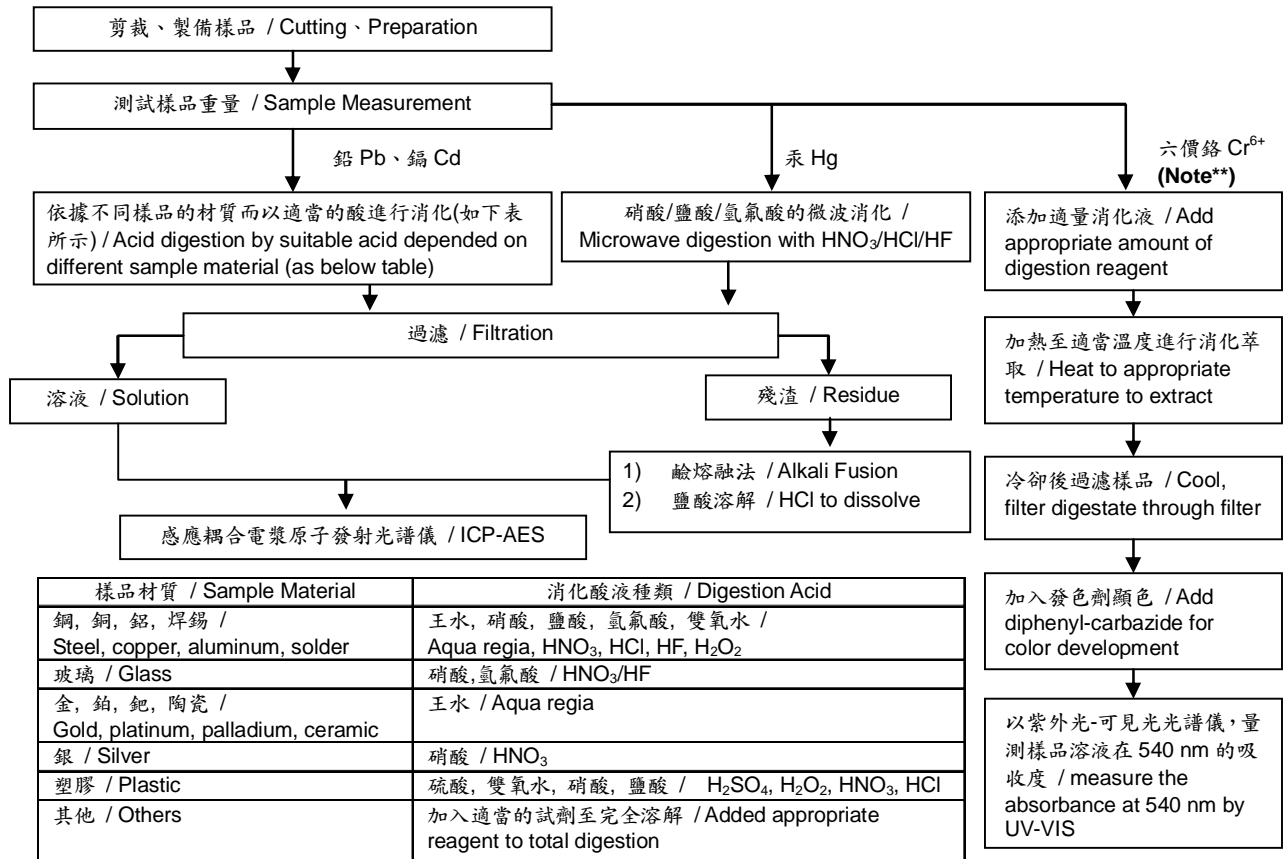 剪裁、製備樣品 / Cutting、Preparation
測試樣品重量 / Sample Measurement
鉛 Pb、鎘 Cd
汞 Hg
六價鉻 Cr⁶⁺
(Note**)
依據不同樣品的材質而以適當的酸進行消化(如下表
所示) / Acid digestion by suitable acid depended on
different sample material (as below table)
硝酸/鹽酸/氫氟酸的微波消化 /
Microwave digestion with HNO₃/HCl/HF
添加適量消化液 / Add
appropriate amount of
digestion reagent
過濾 / Filtration
加熱至適當溫度進行消化萃
取 / Heat to appropriate
temperature to extract
溶液 / Solution
殘渣 / Residue
1) 鹼熔融法 / Alkali Fusion
2) 鹽酸溶解 / HCl to dissolve
冷卻後過濾樣品 / Cool,
filter digestate through filter
感應耦合電漿原子發射光譜儀 / ICP-AES
加入發色劑顯色 / Add
diphenyl-carbazide for
color development
以紫外光-可見光光譜儀，量
測樣品溶液在 540 nm 的吸
收度 / measure the
absorbance at 540 nm by
UV-VIS
樣品材質 / Sample Material 消化酸液種類 / Digestion Acid
鋼, 銅, 鋁, 焊錫 / 王水, 硝酸, 鹽酸, 氫氟酸, 雙氧水 /
Steel, copper, aluminum, solder Aqua regia, HNO₃, HCl, HF, H₂O₂
玻璃 / Glass 硝酸,氫氟酸 / HNO₃/HF
金, 鉑, 鈀, 陶瓷 / 王水 / Aqua regia
Gold, platinum, palladium, ceramic
銀 / Silver 硝酸 / HNO₃
塑膠 / Plastic 硫酸, 雙氧水, 硝酸, 鹽酸 / H₂SO₄, H₂O₂, HNO₃, HCl
其他 / Others 加入適當的試劑至完全溶解 / Added appropriate
reagent to total digestion